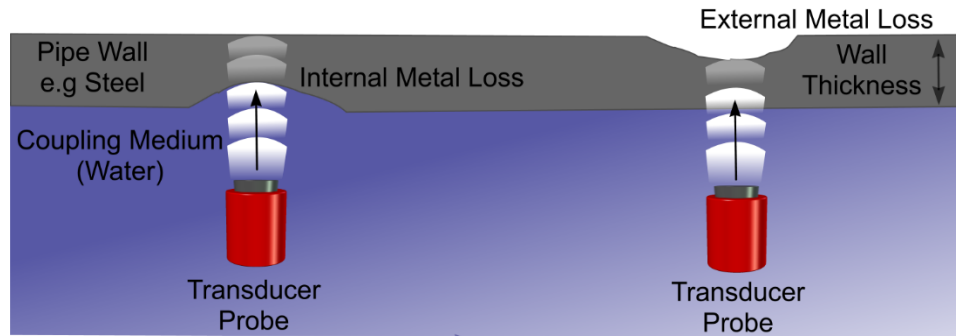 External Metal Loss
Pipe Wall
e.g Steel
Internal Metal Loss
Wall
Thickness
Coupling Medium
(Water)
Transducer
Probe
Transducer
Probe